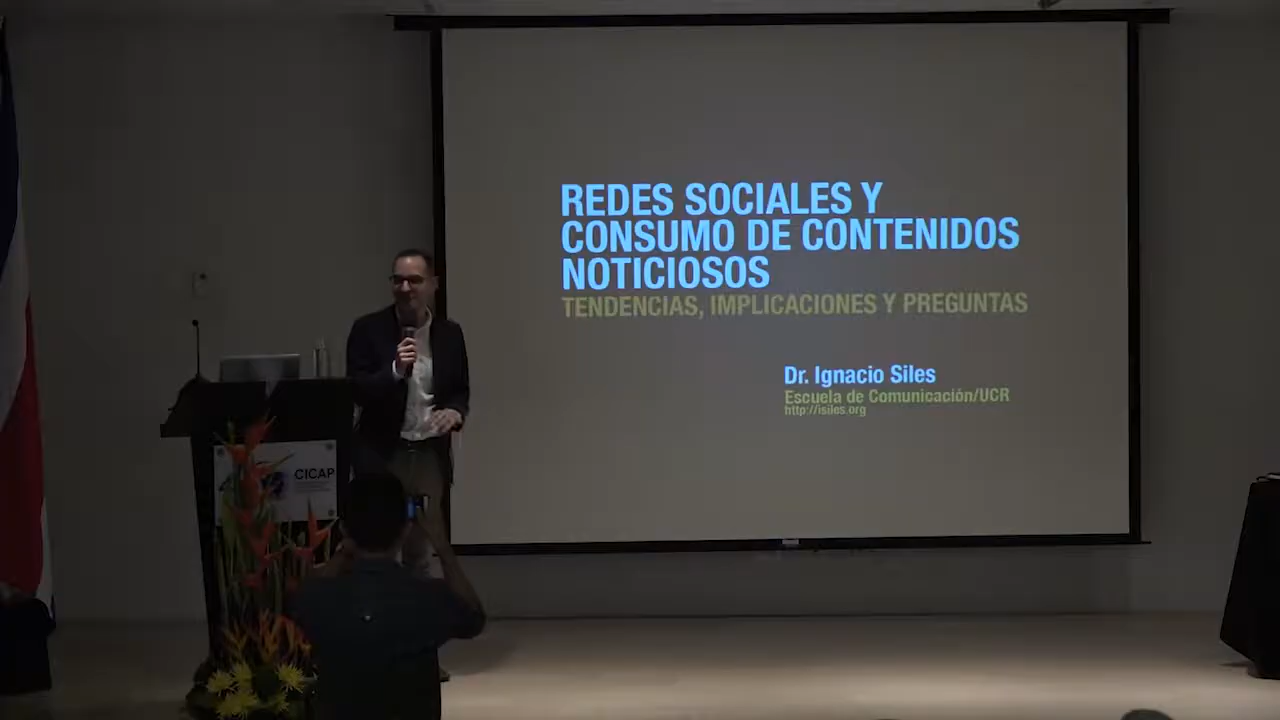 REDES SOCIALES Y
CONSUMO DE CONTENIDOS
NOTICIOSOS
TENDENCIAS, IMPLICACIONES Y PREGUNTAS
Dr. Ignacio Siles
Escuela de Comunicación/UCR
http://isiles.org
CICAP